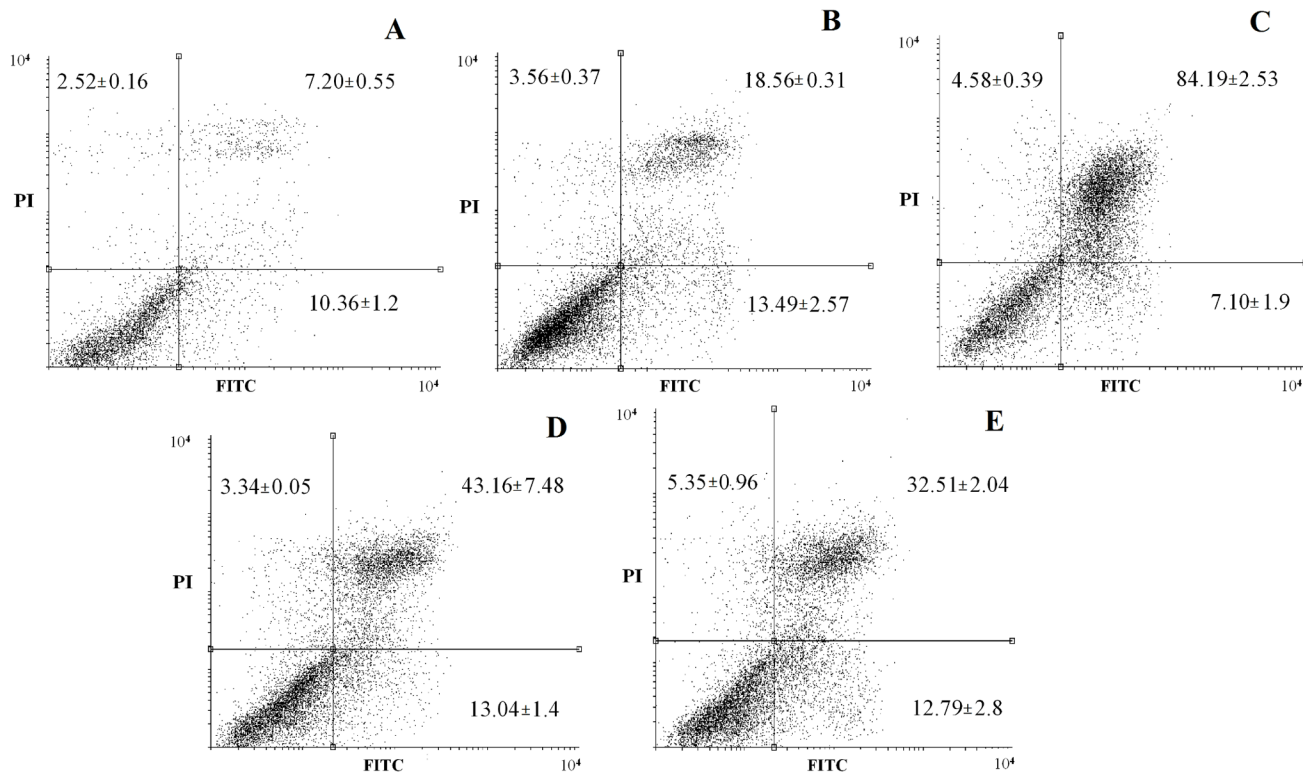 A
10⁴
2.52±0.16
7.20±0.55
PI
10.36±1.2
10⁴
FITC
B
10⁴
3.56±0.37
18.56±0.31
PI
13.49±2.57
10⁴
FITC
C
10⁴
4.58±0.39
84.19±2.53
PI
7.10±1.9
10⁴
FITC
D
10⁴
3.34±0.05
43.16±7.48
PI
13.04±1.4
10⁴
FITC
E
10⁴
5.35±0.96
32.51±2.04
PI
12.79±2.8
10⁴
FITC